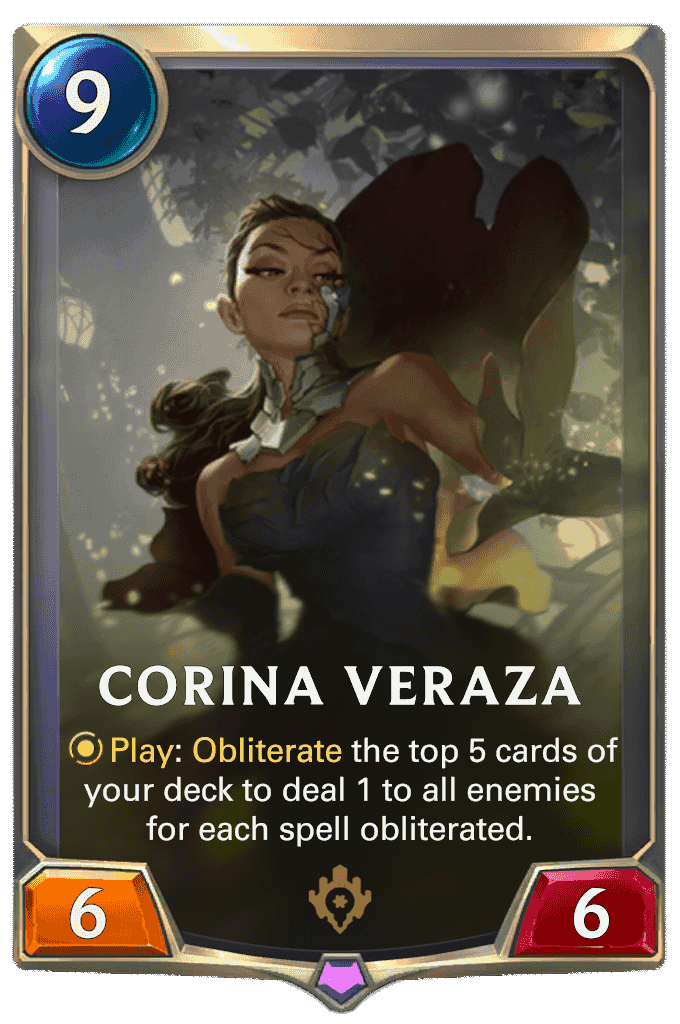 9
CORINA VERAZA
Play: Obliterate the top 5 cards of
your deck to deal 1 to all enemies
for each spell obliterated.
6 6